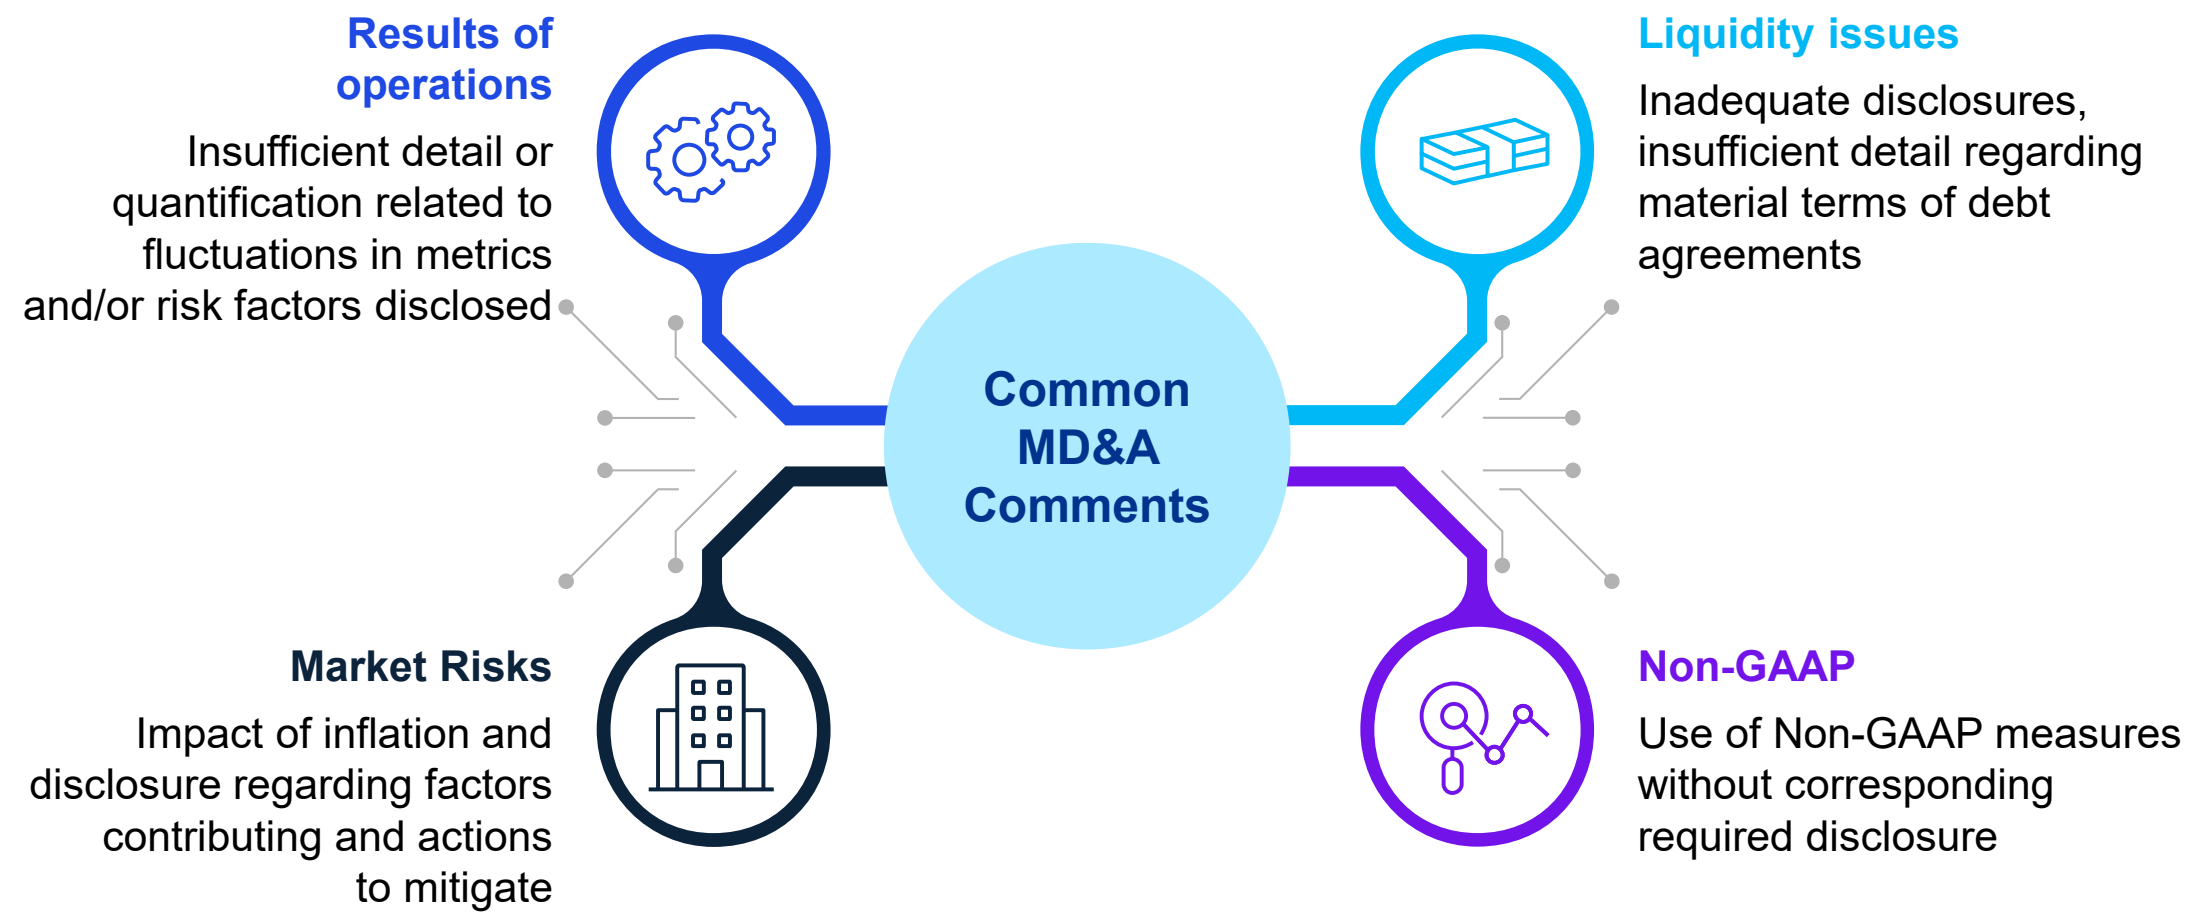 Results of
operations
Insufficient detail or
quantification related to
fluctuations in metrics
and/or risk factors disclosed
Liquidity issues
Inadequate disclosures,
insufficient detail regarding
material terms of debt
agreements
Common
MD&A
Comments
Market Risks
Impact of inflation and
disclosure regarding factors
contributing and actions
to mitigate
Non-GAAP
Use of Non-GAAP measures
without corresponding
required disclosure